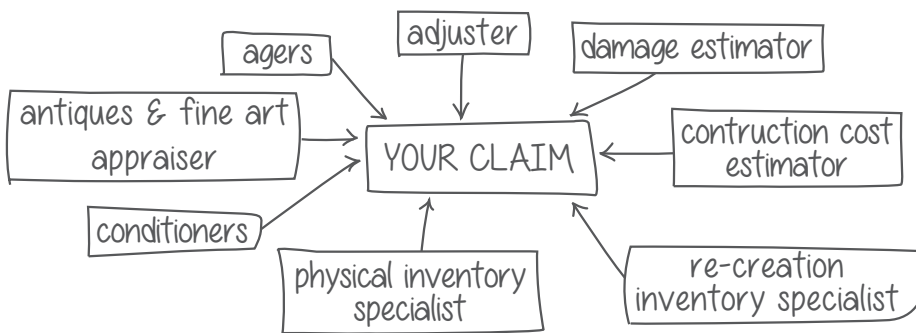 adjuster
agers
damage estimator
antiques & fine art
appraiser
YOUR CLAIM
contruction cost
estimator
conditioners
physical inventory
specialist
re-creation
inventory specialist